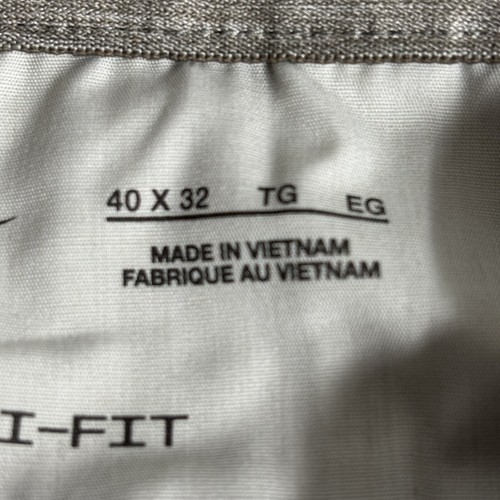 40 X 32 TG EG
MADE IN VIETNAM
FABRIQUE AU VIETNAM
I-FIT